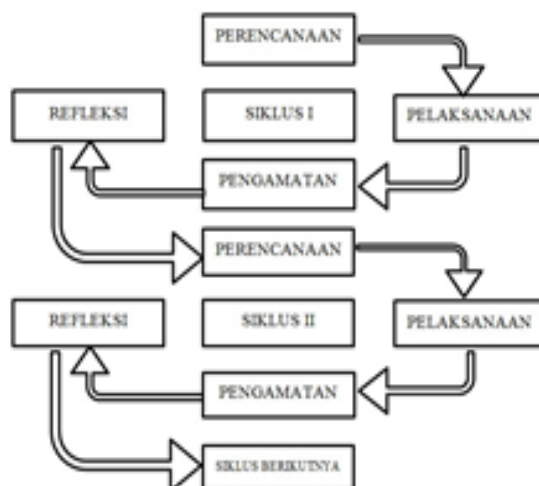 PERENCANAAN
REFLEKSI
SIKLUS I
PELAKSANAAN
PENGAMATAN
PERENCANAAN
REFLEKSI
SIKLUS II
PELAKSANAAN
PENGAMATAN
SIKLUS BERIKUTNYA